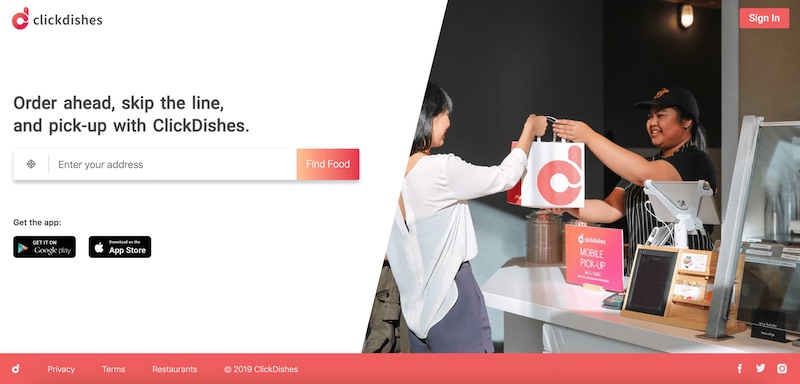 clickdishes
Sign In
Order ahead, skip the line,
and pick-up with ClickDishes.
Enter your address
Find Food
Get the app:
GET IT ON
Google play
Download on the
App Store
clickdishes
MOBILE
PICK-UP
Privacy
Terms
Restaurants
© 2019 ClickDishes